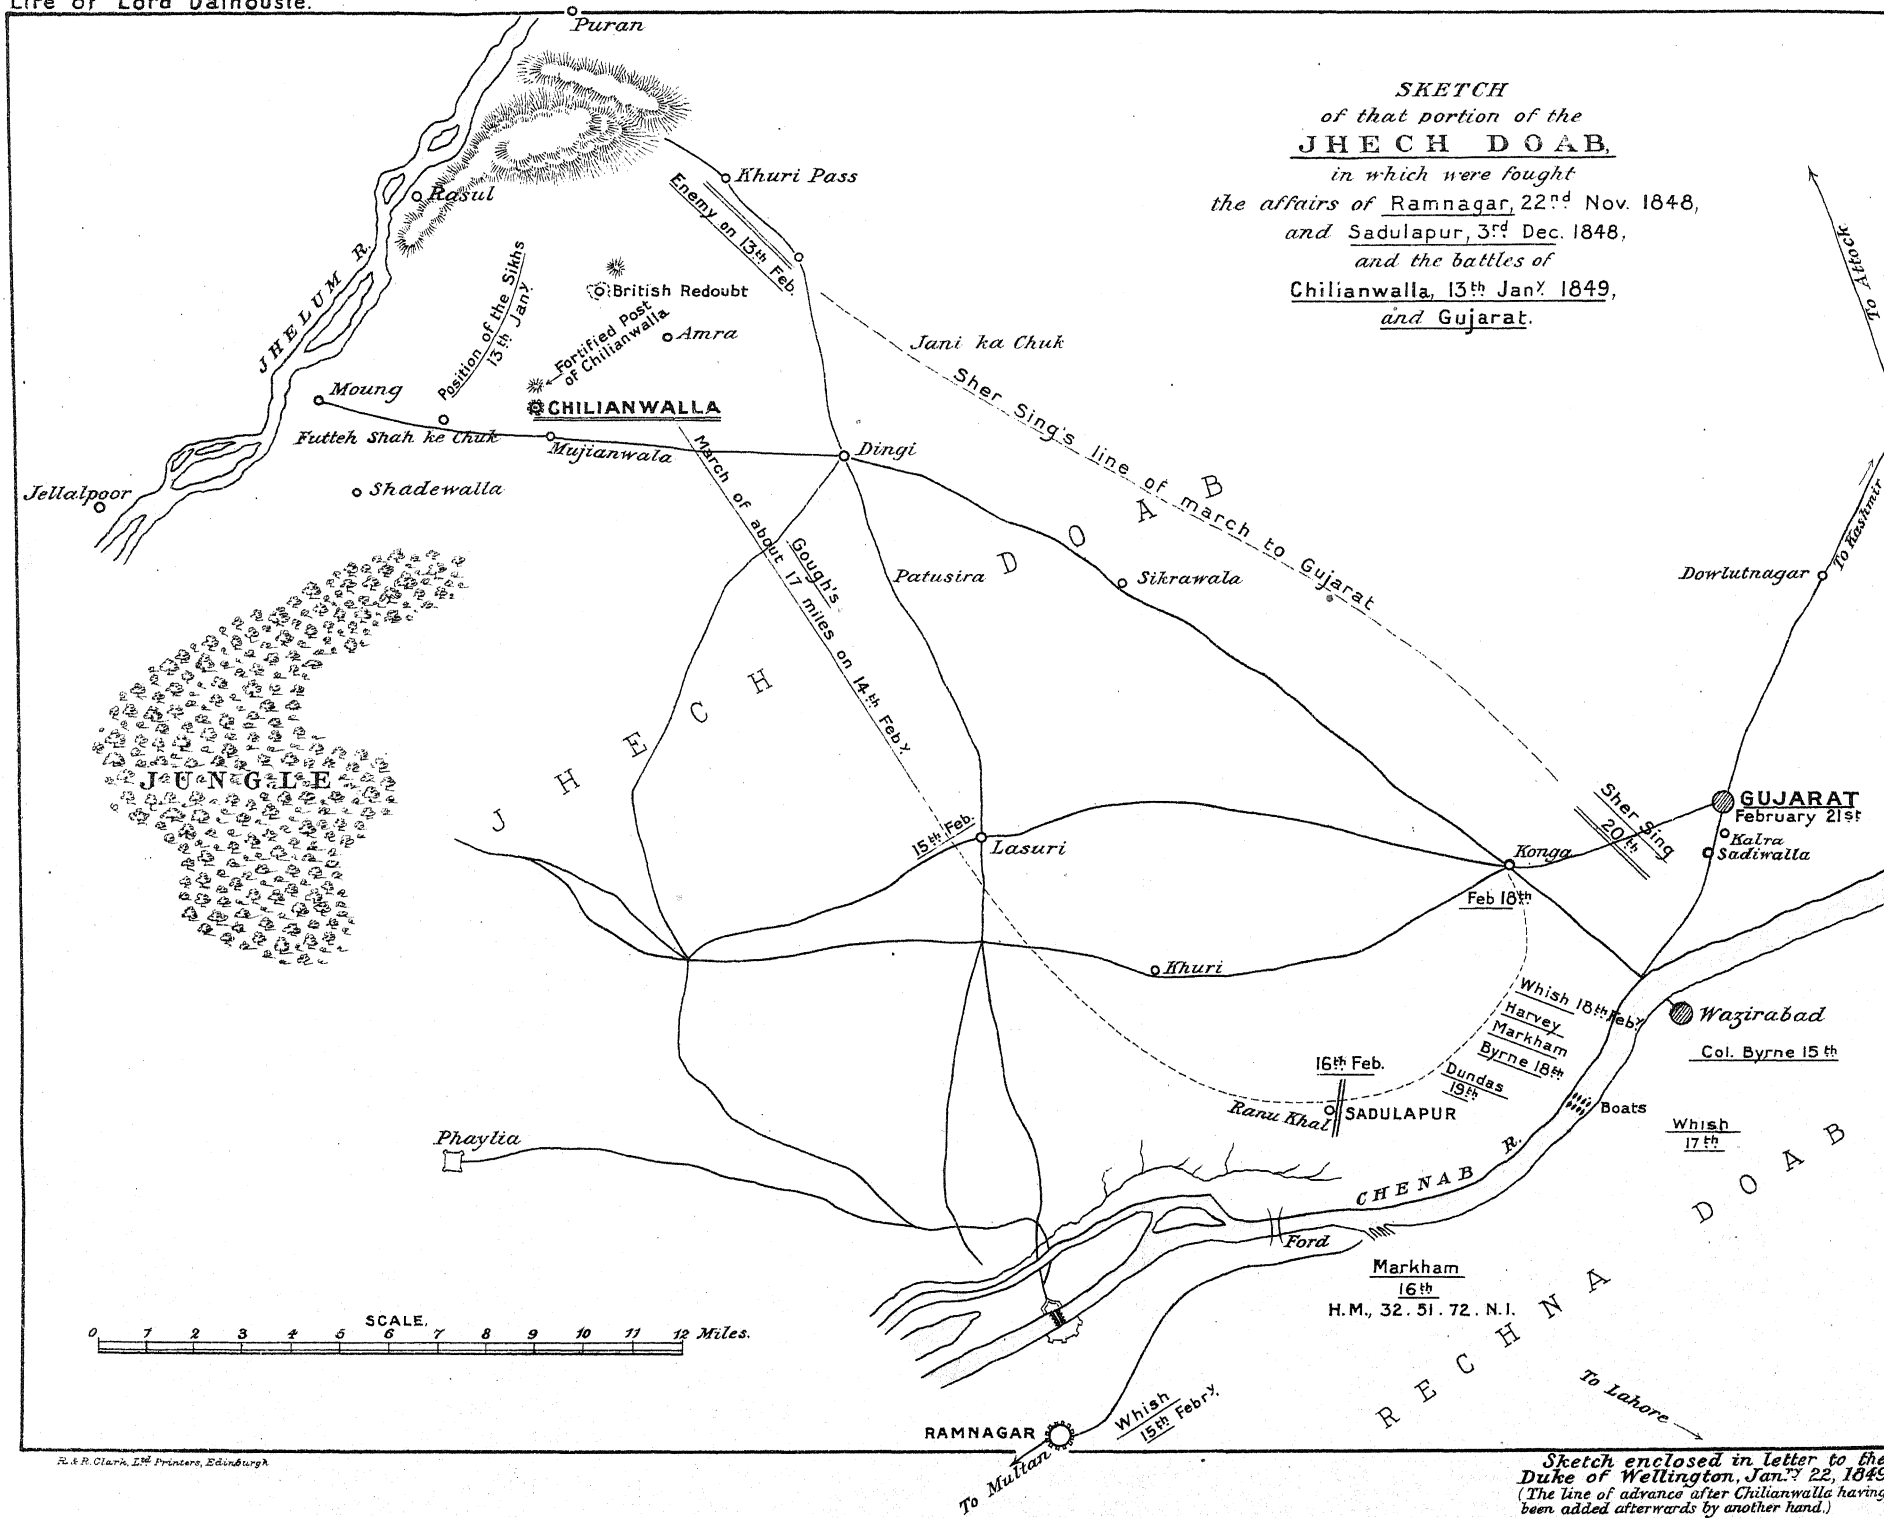 Life of Lord Dalhousie.
Puran
SKETCH
of that portion of the
JHECH DOAB,
in which were fought
the affairs of Ramnagar, 22nd Nov. 1848,
and Sadulapur, 3rd Dec. 1848,
and the battles of
Chilianwalla, 13th Jany. 1849,
and Gujarat.
To Attock
Khuri Pass
Enemy on 13th Feb.
Rasul
JHELUM R.
Position of the Sikhs
13th Jany.
British Redoubt
Fortified Post
of Chilianwalla
Amra
Jani ka Chuk
Sher Sing's line of march to Gujarat
Moung
CHILIANWALLA
Futteh Shah ke Chuk
Mujianwala
Dingi
Jellalpoor
Shadewalla
March of about 17 miles on 14th Feby.
Gough's
Patusira
Sikrawala
Dowlutnagar
To Kashmir
JHECH DOAB
JUNGLE
Sher Sing
20th
GUJARAT
February 21st
Kalra
Sadiwalla
15th Feb.
Lasuri
Konga
Feb 18th
Khuri
Whish 18th Feby.
Harvey
Markham
Byrne 18th
Dundas
19th
Wazirabad
Col. Byrne 15th
16th Feb.
Ranu Khal
SADULAPUR
Boats
Whish
17th
Phaylia
CHENAB R.
Ford
Markham
16th
H.M., 32. 51. 72. N.I.
RECHNA DOAB
SCALE.
0 1 2 3 4 5 6 7 8 9 10 11 12 Miles.
To Lahore
RAMNAGAR
Whish
15th Febry.
To Multan
R. & R. Clark, Ltd Printers, Edinburgh
Sketch enclosed in letter to the
Duke of Wellington, Janry 22, 1849
(The line of advance after Chilianwalla having
been added afterwards by another hand.)